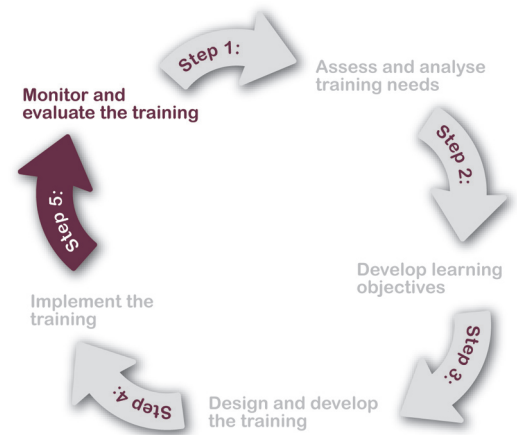 Step 1:
Assess and analyse
training needs
Step 2:
Develop learning
objectives
Step 3:
Design and develop
the training
Step 4:
Implement the
training
Step 5:
Monitor and
evaluate the training